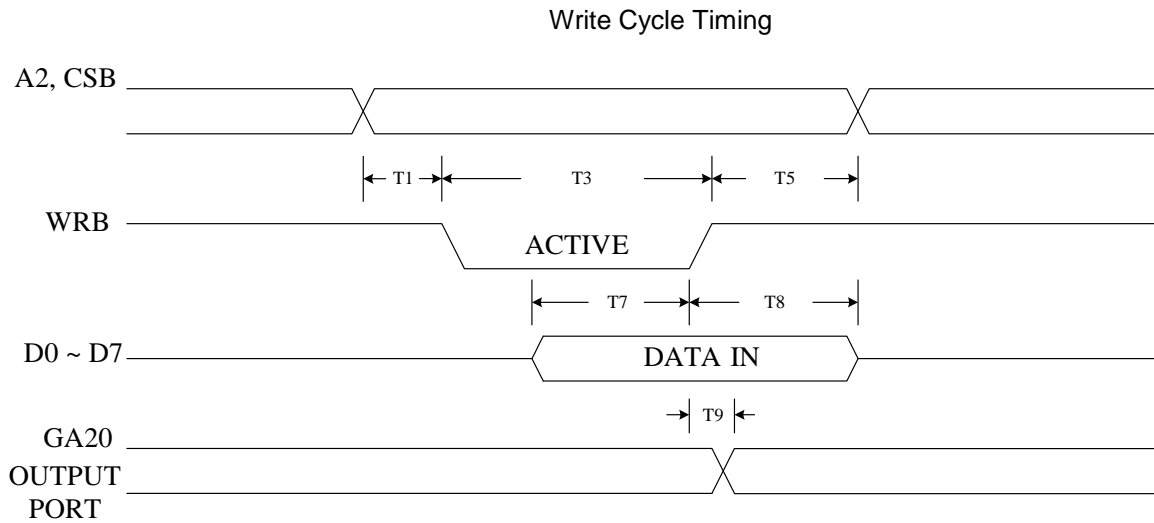 Write Cycle Timing
A2, CSB
T1
T3
T5
WRB
ACTIVE
T7
T8
D0 ~ D7
DATA IN
T9
GA20
OUTPUT
PORT